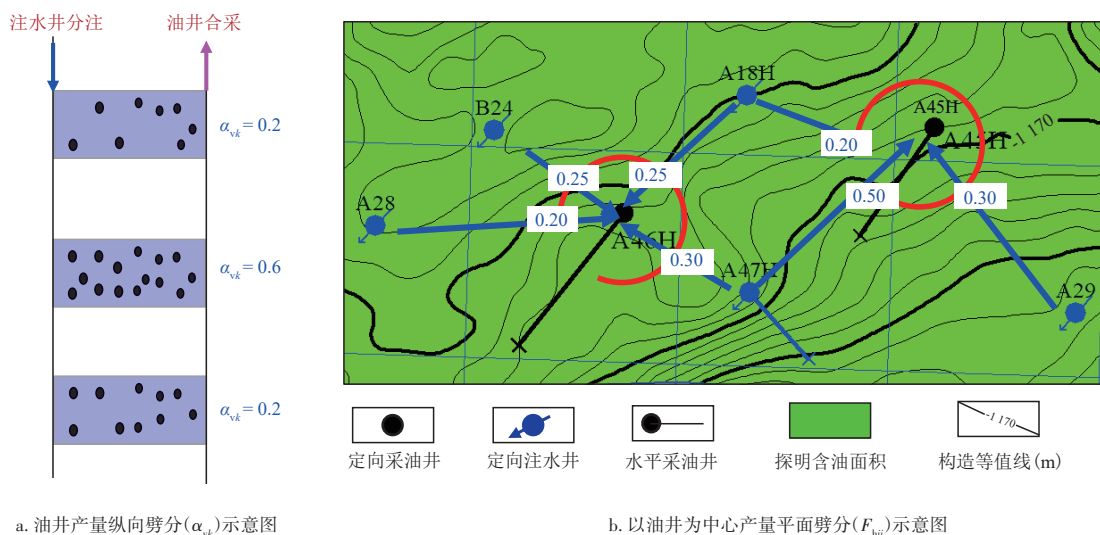 注水井分注
油井合采
αvk = 0.2
αvk = 0.6
αvk = 0.2
A18H
B24
A45H
A45H
-1 170
0.20
0.25
0.25
0.50
0.30
A28
0.20
A46H
0.30
A47H
A29
-1 170
定向采油井
定向注水井
水平采油井
探明含油面积
构造等值线(m)
a. 油井产量纵向劈分(αvk)示意图
b. 以油井为中心产量平面劈分(Fhij)示意图